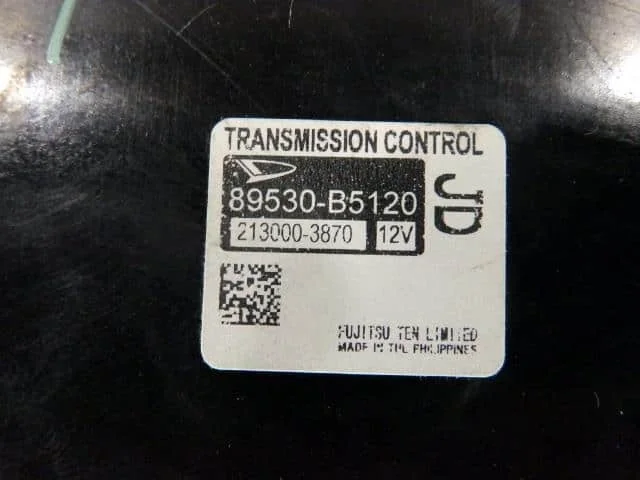 TRANSMISSION CONTROL
89530-B5120
213000-3870 12V
JD
FUJITSU TEN LIMITED
MADE IN THE PHILIPPINES